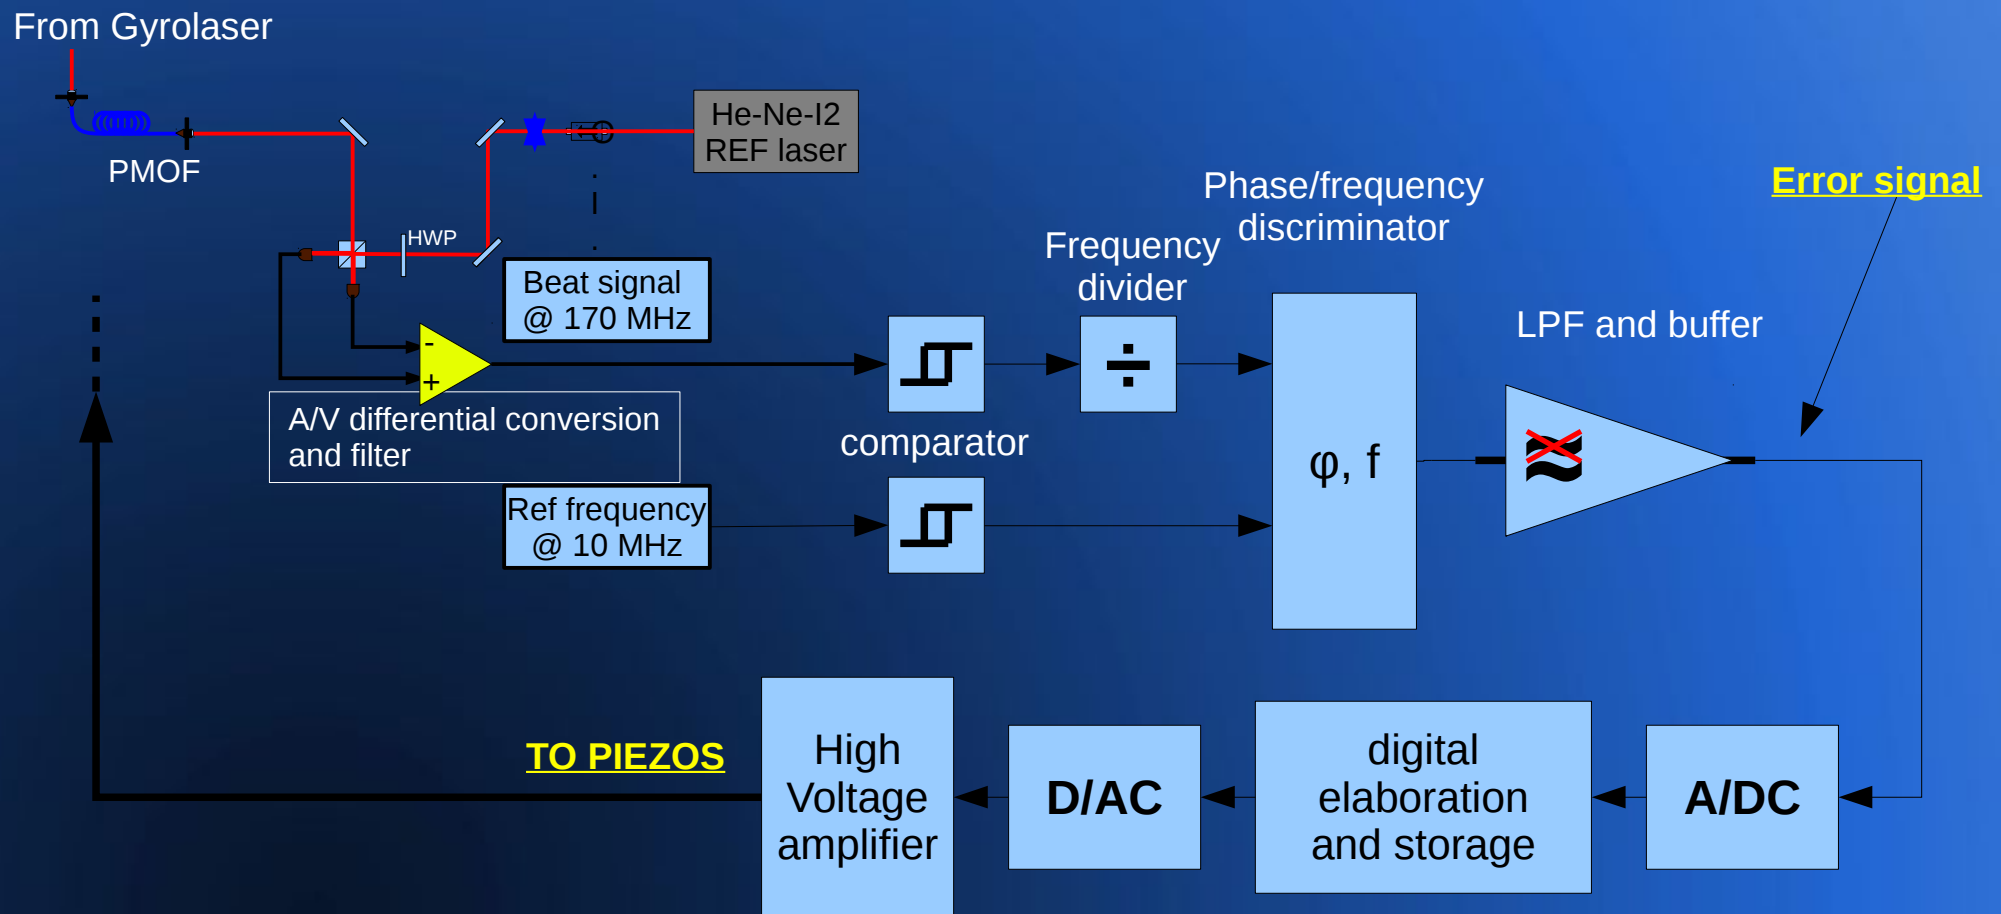 From Gyrolaser
PMOF
He-Ne-I2
REF laser
HWP
Beat signal
@ 170 MHz
-
+
A/V differential conversion
and filter
Ref frequency
@ 10 MHz
comparator
Frequency
divider
÷
Phase/frequency
discriminator
φ, f
LPF and buffer
Error signal
TO PIEZOS
High
Voltage
amplifier
D/AC
digital
elaboration
and storage
A/DC